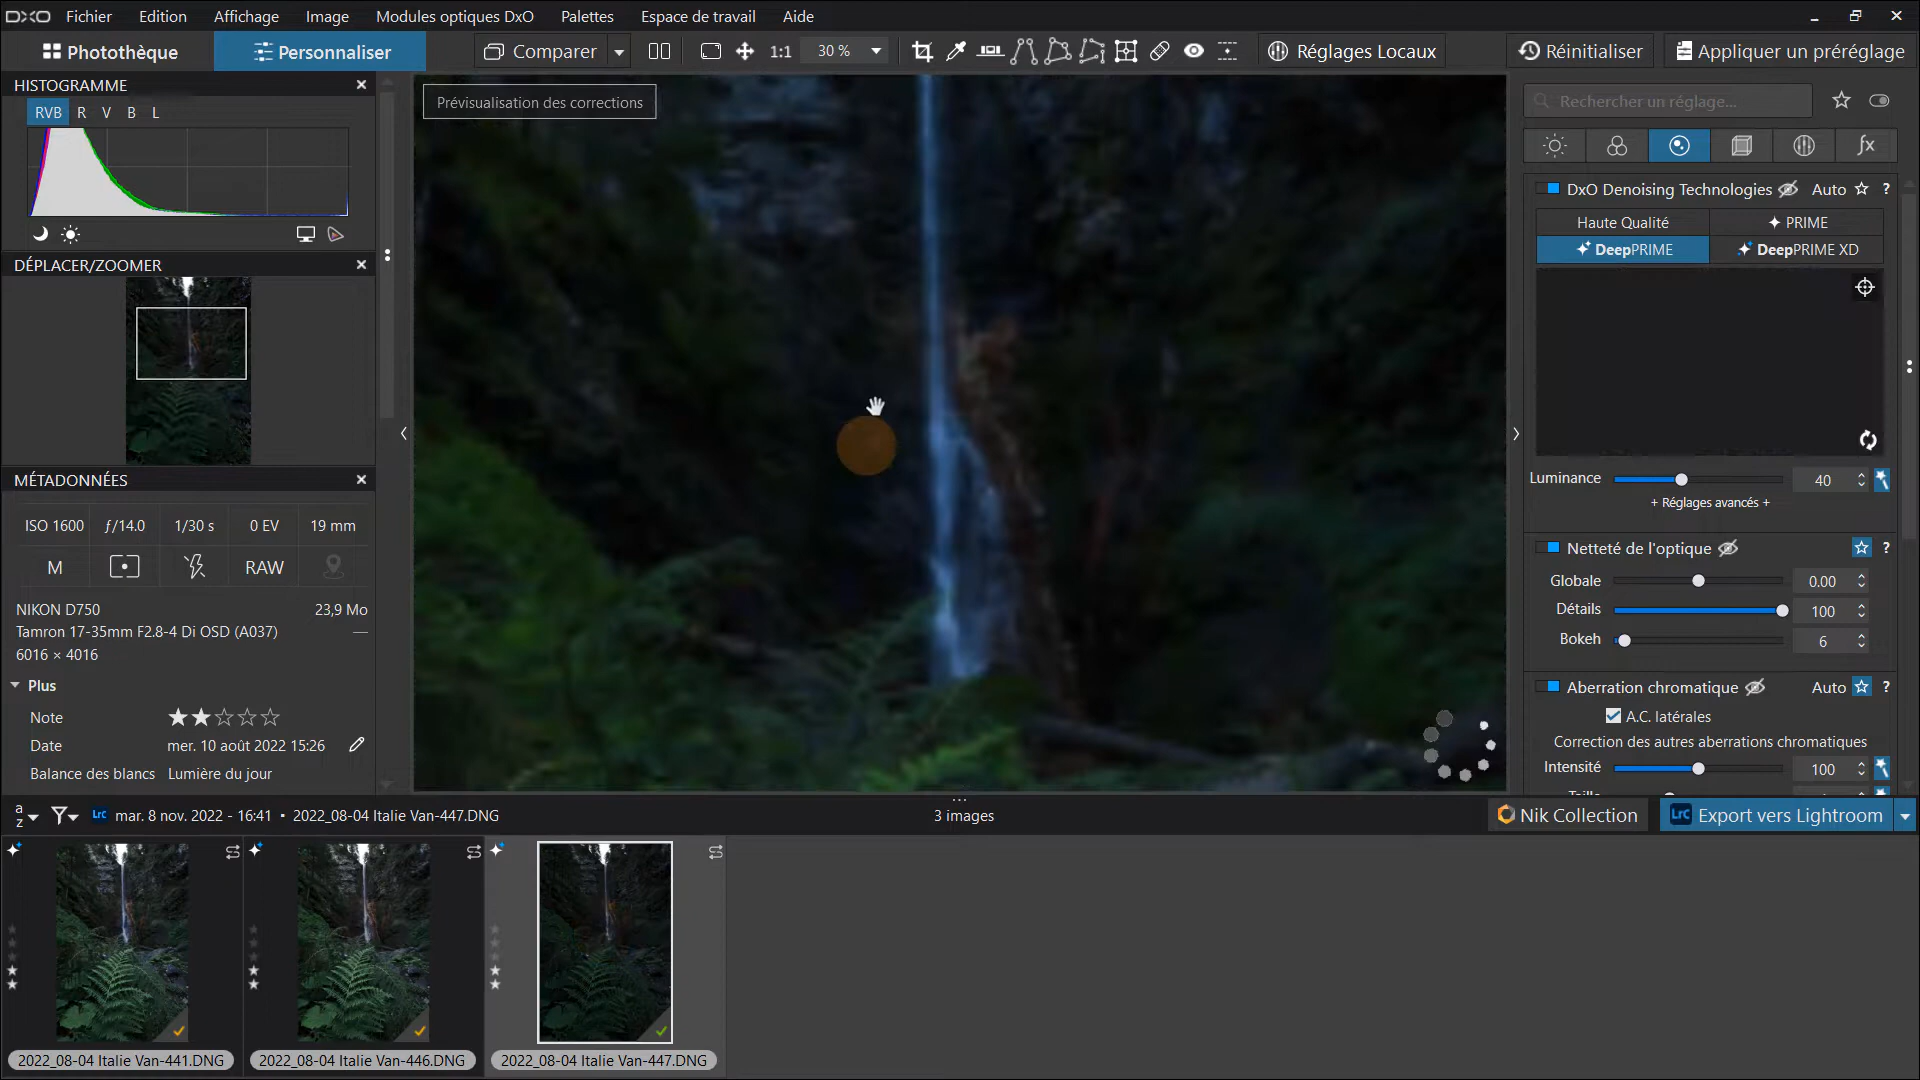 DXO Fichier Edition Affichage Image Modules optiques DxO Palettes Espace de travail Aide
Photothèque Personnaliser Comparer 1:1 30 % Réglages Locaux Réinitialiser Appliquer un préréglage
HISTOGRAMME
RVB R V B L
DÉPLACER/ZOOMER
MÉTADONNÉES
ISO 1600 ƒ/14.0 1/30 s 0 EV 19 mm
M RAW
NIKON D750 23,9 Mo
Tamron 17-35mm F2.8-4 Di OSD (A037) —
6016 × 4016
Plus
Note
Date mer. 10 août 2022 15:26
Balance des blancs Lumière du jour
Prévisualisation des corrections
Rechercher un réglage...
fx
DxO Denoising Technologies Auto ?
Haute Qualité PRIME
DeepPRIME DeepPRIME XD
Luminance 40
+ Réglages avancés +
Netteté de l'optique ?
Globale 0.00
Détails 100
Bokeh 6
Aberration chromatique Auto ?
A.C. latérales
Correction des autres aberrations chromatiques
Intensité 100
a
z
Lrc mar. 8 nov. 2022 - 16:41 • 2022_08-04 Italie Van-447.DNG 3 images Nik Collection Lrc Export vers Lightroom
2022_08-04 Italie Van-441.DNG 2022_08-04 Italie Van-446.DNG 2022_08-04 Italie Van-447.DNG